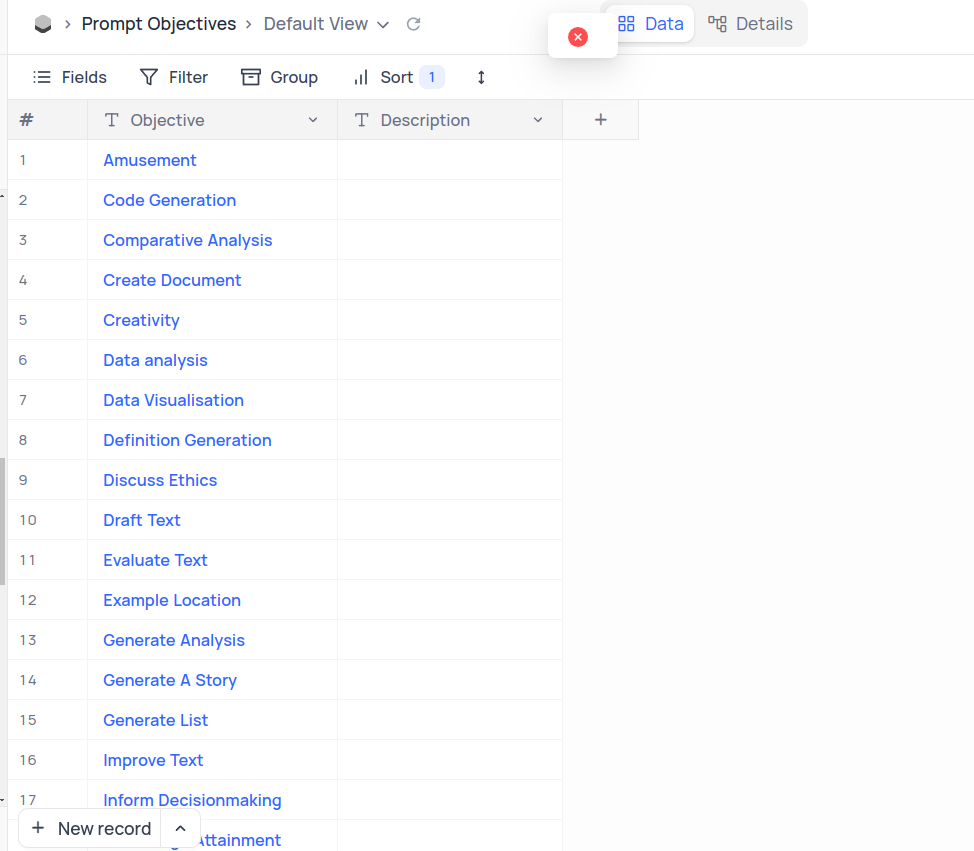 Prompt Objectives Default View Data Details
Fields Filter Group Sort 1
# Objective Description +
1 Amusement
2 Code Generation
3 Comparative Analysis
4 Create Document
5 Creativity
6 Data analysis
7 Data Visualisation
8 Definition Generation
9 Discuss Ethics
10 Draft Text
11 Evaluate Text
12 Example Location
13 Generate Analysis
14 Generate A Story
15 Generate List
16 Improve Text
17 Inform Decisionmaking
+ New record